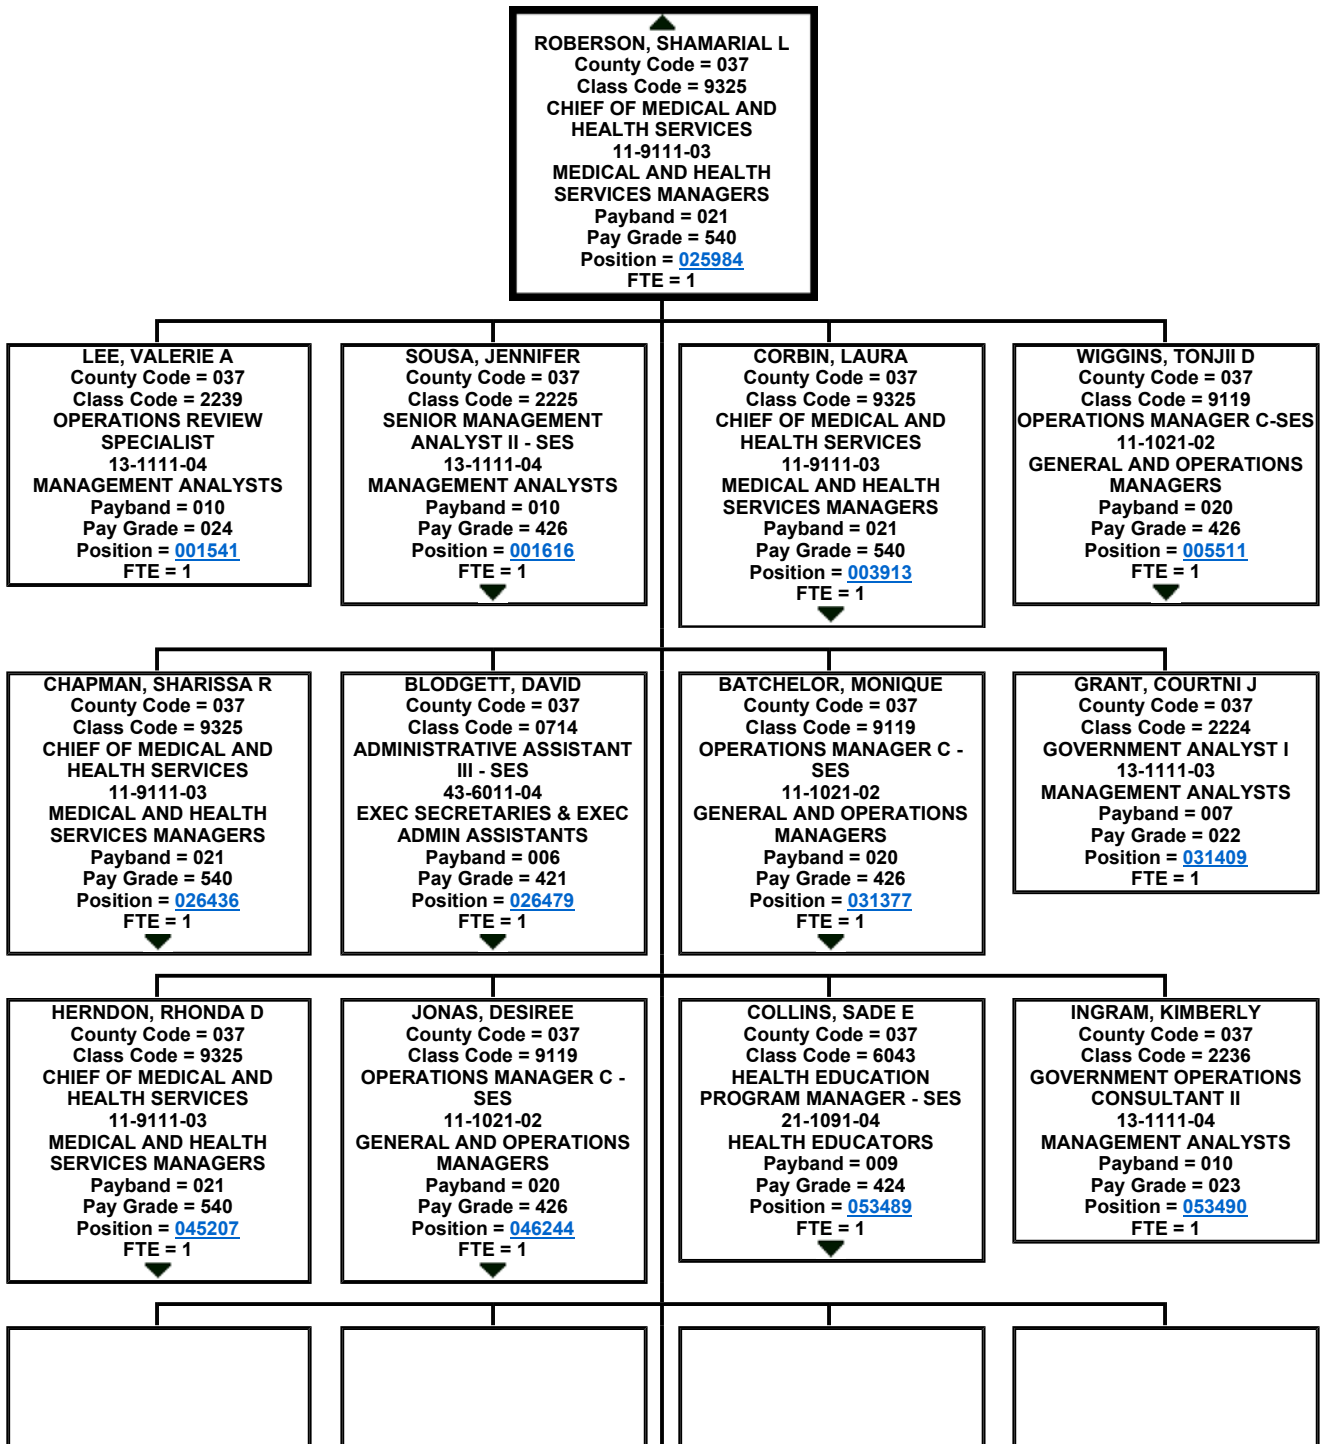 ROBERSON, SHAMARIAL L
County Code = 037
Class Code = 9325
CHIEF OF MEDICAL AND
HEALTH SERVICES
11-9111-03
MEDICAL AND HEALTH
SERVICES MANAGERS
Payband = 021
Pay Grade = 540
Position = 025984
FTE = 1
LEE, VALERIE A
County Code = 037
Class Code = 2239
OPERATIONS REVIEW
SPECIALIST
13-1111-04
MANAGEMENT ANALYSTS
Payband = 010
Pay Grade = 024
Position = 001541
FTE = 1
SOUSA, JENNIFER
County Code = 037
Class Code = 2225
SENIOR MANAGEMENT
ANALYST II - SES
13-1111-04
MANAGEMENT ANALYSTS
Payband = 010
Pay Grade = 426
Position = 001616
FTE = 1
CORBIN, LAURA
County Code = 037
Class Code = 9325
CHIEF OF MEDICAL AND
HEALTH SERVICES
11-9111-03
MEDICAL AND HEALTH
SERVICES MANAGERS
Payband = 021
Pay Grade = 540
Position = 003913
FTE = 1
WIGGINS, TONJII D
County Code = 037
Class Code = 9119
OPERATIONS MANAGER C-SES
11-1021-02
GENERAL AND OPERATIONS
MANAGERS
Payband = 020
Pay Grade = 426
Position = 005511
FTE = 1
CHAPMAN, SHARISSA R
County Code = 037
Class Code = 9325
CHIEF OF MEDICAL AND
HEALTH SERVICES
11-9111-03
MEDICAL AND HEALTH
SERVICES MANAGERS
Payband = 021
Pay Grade = 540
Position = 026436
FTE = 1
BLODGETT, DAVID
County Code = 037
Class Code = 0714
ADMINISTRATIVE ASSISTANT
III - SES
43-6011-04
EXEC SECRETARIES & EXEC
ADMIN ASSISTANTS
Payband = 006
Pay Grade = 421
Position = 026479
FTE = 1
BATCHELOR, MONIQUE
County Code = 037
Class Code = 9119
OPERATIONS MANAGER C -
SES
11-1021-02
GENERAL AND OPERATIONS
MANAGERS
Payband = 020
Pay Grade = 426
Position = 031377
FTE = 1
GRANT, COURTNI J
County Code = 037
Class Code = 2224
GOVERNMENT ANALYST I
13-1111-03
MANAGEMENT ANALYSTS
Payband = 007
Pay Grade = 022
Position = 031409
FTE = 1
HERNDON, RHONDA D
County Code = 037
Class Code = 9325
CHIEF OF MEDICAL AND
HEALTH SERVICES
11-9111-03
MEDICAL AND HEALTH
SERVICES MANAGERS
Payband = 021
Pay Grade = 540
Position = 045207
FTE = 1
JONAS, DESIREE
County Code = 037
Class Code = 9119
OPERATIONS MANAGER C -
SES
11-1021-02
GENERAL AND OPERATIONS
MANAGERS
Payband = 020
Pay Grade = 426
Position = 046244
FTE = 1
COLLINS, SADE E
County Code = 037
Class Code = 6043
HEALTH EDUCATION
PROGRAM MANAGER - SES
21-1091-04
HEALTH EDUCATORS
Payband = 009
Pay Grade = 424
Position = 053489
FTE = 1
INGRAM, KIMBERLY
County Code = 037
Class Code = 2236
GOVERNMENT OPERATIONS
CONSULTANT II
13-1111-04
MANAGEMENT ANALYSTS
Payband = 010
Pay Grade = 023
Position = 053490
FTE = 1